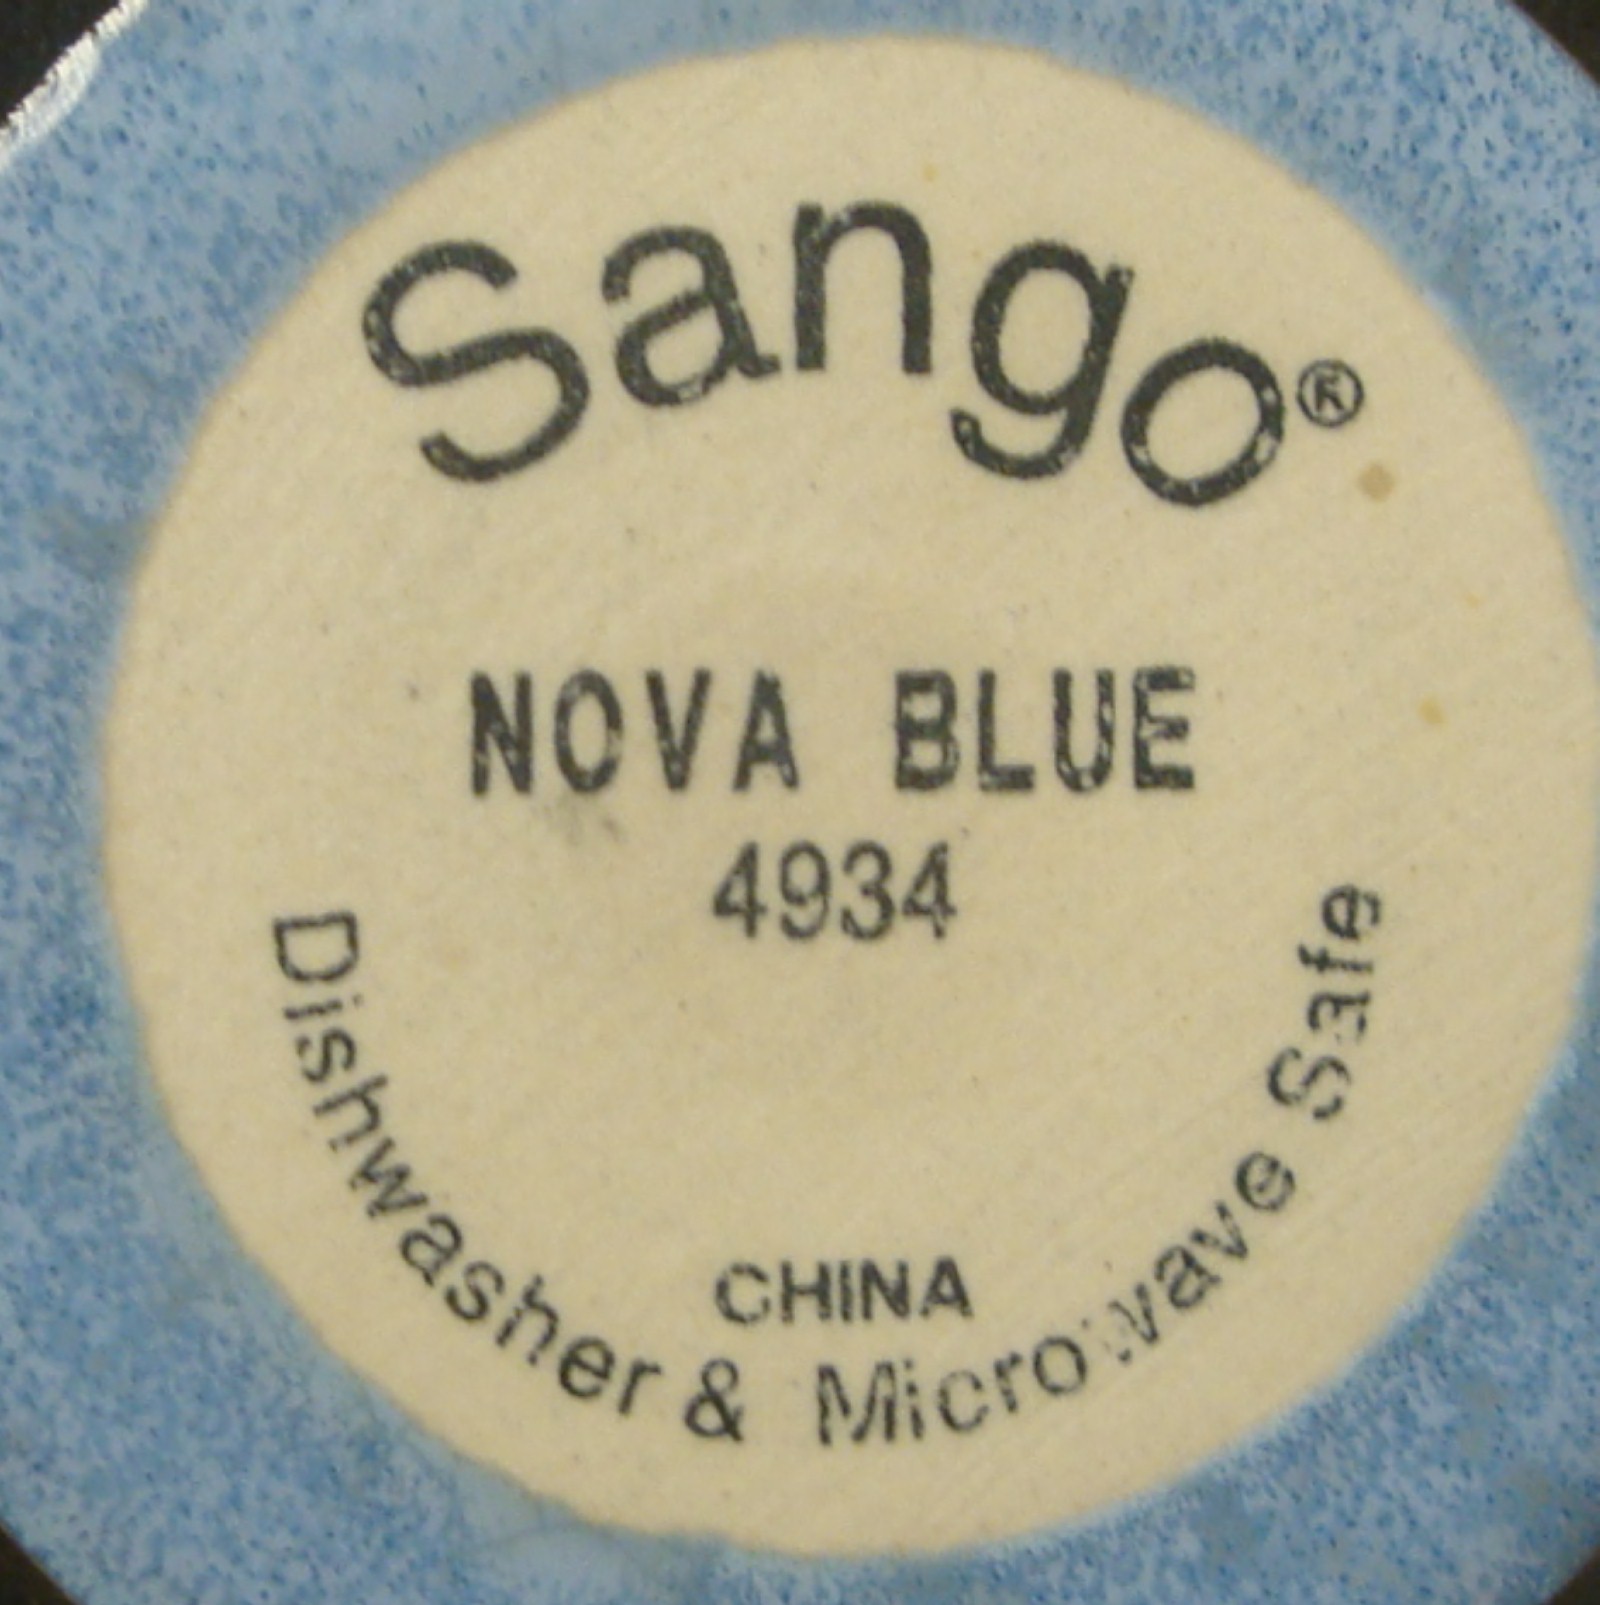 Sango®
NOVA BLUE
4934
CHINA
Dishwasher & Microwave Safe